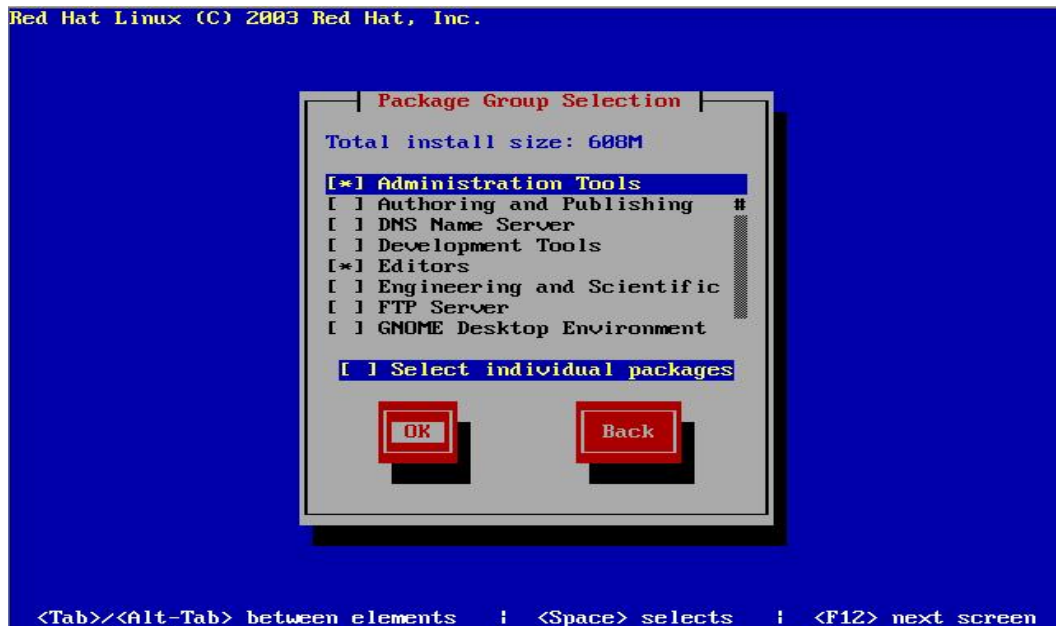 Red Hat Linux (C) 2003 Red Hat, Inc.
Package Group Selection
Total install size: 608M
[*] Administration Tools
[ ] Authoring and Publishing #
[ ] DNS Name Server
[ ] Development Tools
[*] Editors
[ ] Engineering and Scientific
[ ] FTP Server
[ ] GNOME Desktop Environment
[ ] Select individual packages
OK Back
<Tab>/<Alt-Tab> between elements | <Space> selects | <F12> next screen